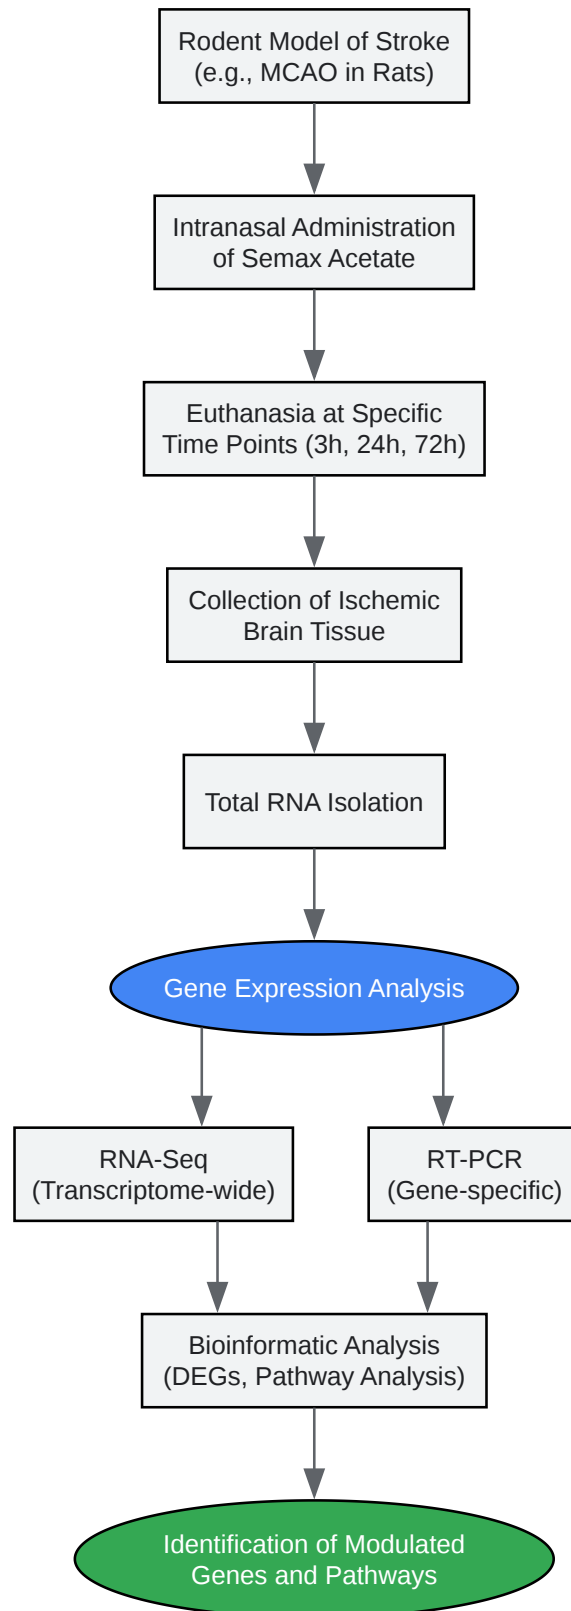 Rodent Model of Stroke
(e.g., MCAO in Rats)
Intranasal Administration
of Semax Acetate
Euthanasia at Specific
Time Points (3h, 24h, 72h)
Collection of Ischemic
Brain Tissue
Total RNA Isolation
Gene Expression Analysis
RNA-Seq
(Transcriptome-wide)
RT-PCR
(Gene-specific)
Bioinformatic Analysis
(DEGs, Pathway Analysis)
Identification of Modulated
Genes and Pathways